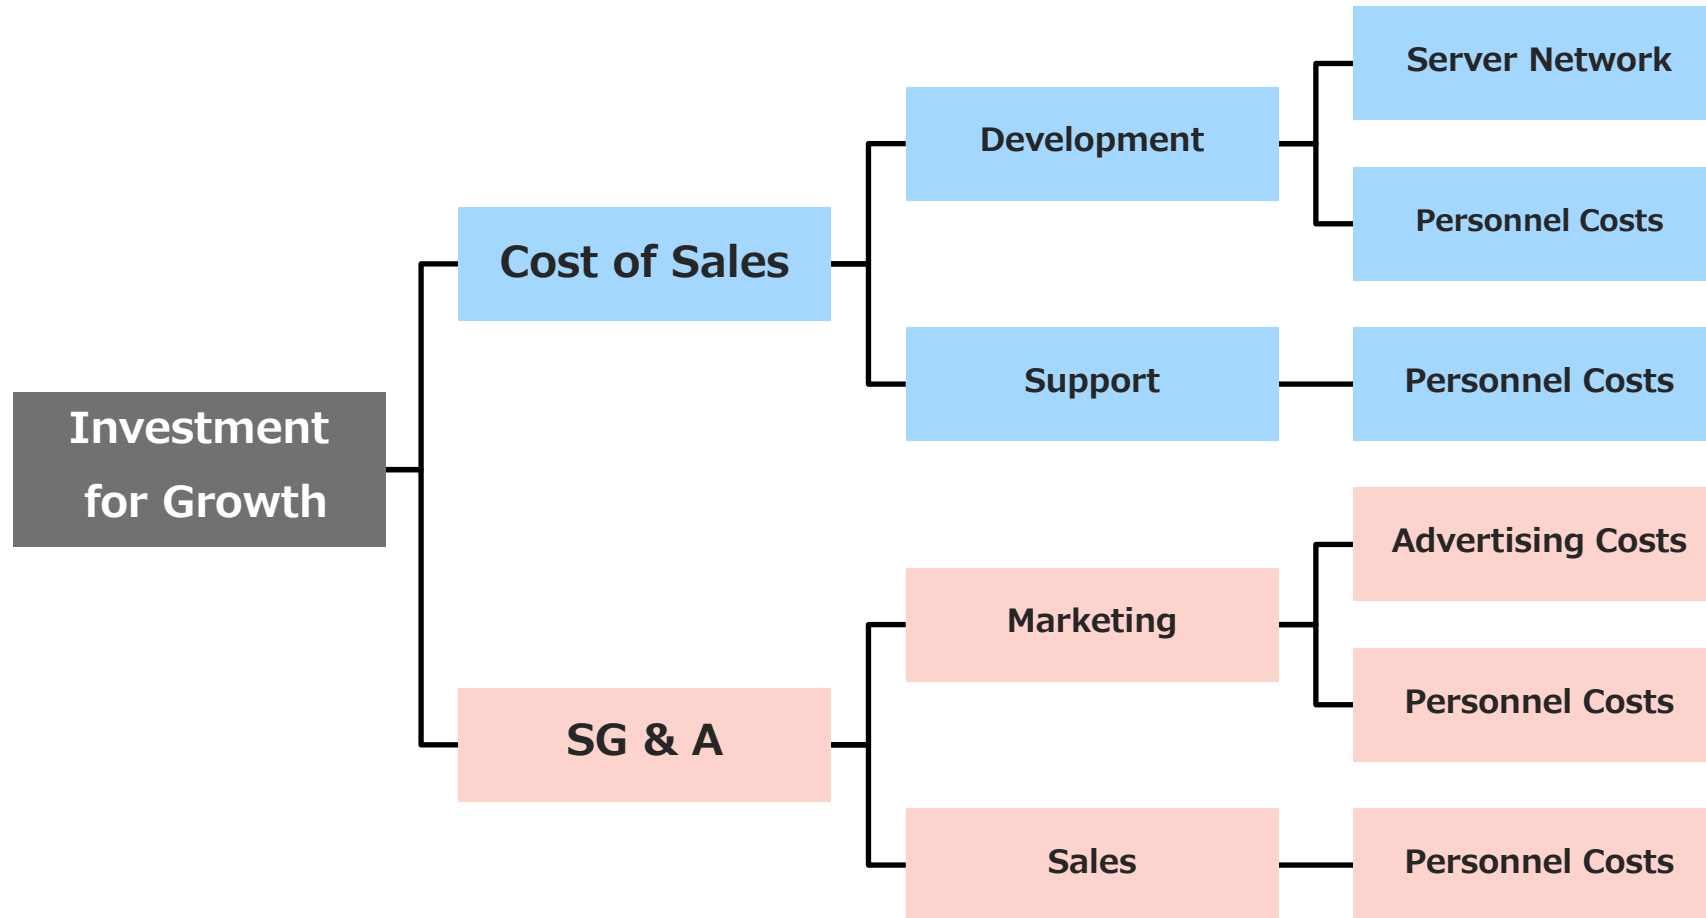 Server Network
Development
Personnel Costs
Cost of Sales
Support
Personnel Costs
Investment
for Growth
Advertising Costs
Marketing
Personnel Costs
SG & A
Sales
Personnel Costs